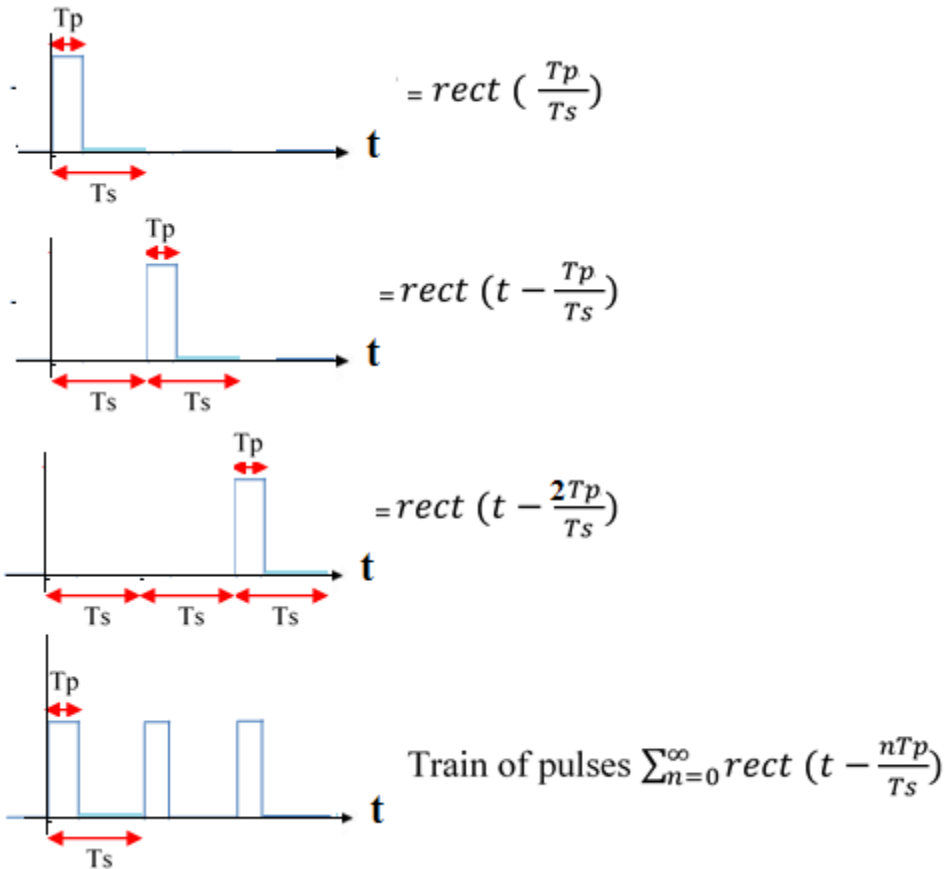 Tp
= rect ( Tp/Ts )
t
Ts
Tp
= rect (t − Tp/Ts )
t
Ts Ts
Tp
= rect (t − 2Tp/Ts )
t
Ts Ts Ts
Tp
Train of pulses ∑_{n=0}^{∞} rect (t − nTp/Ts )
t
Ts